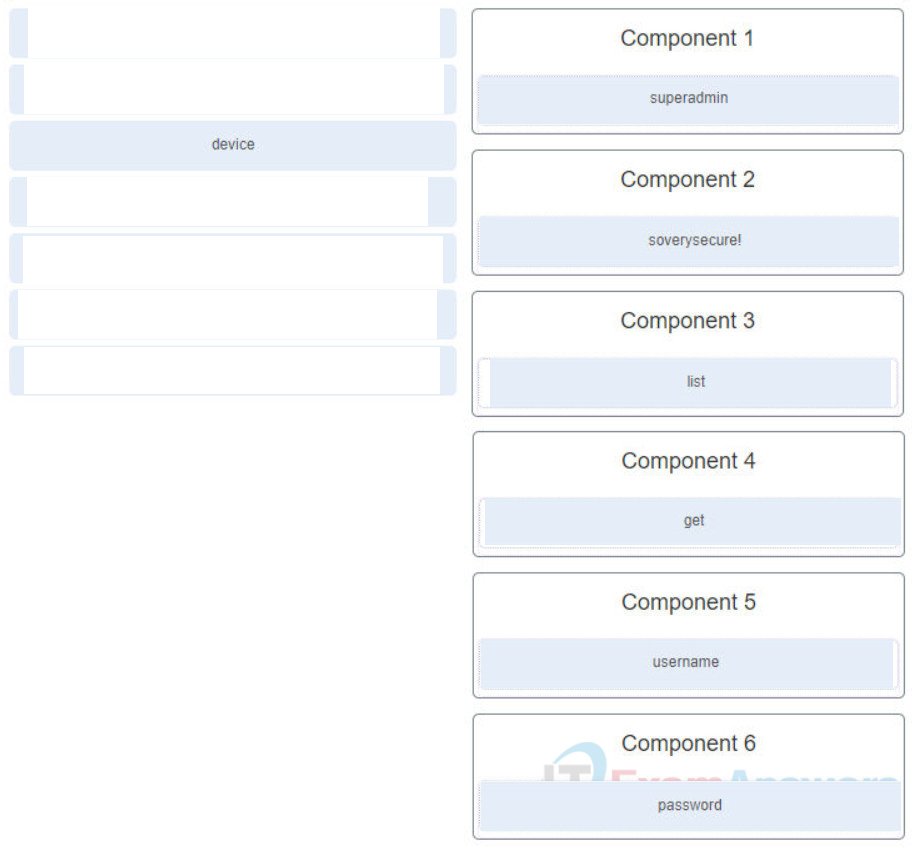 device
Component 1
superadmin
Component 2
soverysecure!
Component 3
list
Component 4
get
Component 5
username
Component 6
password